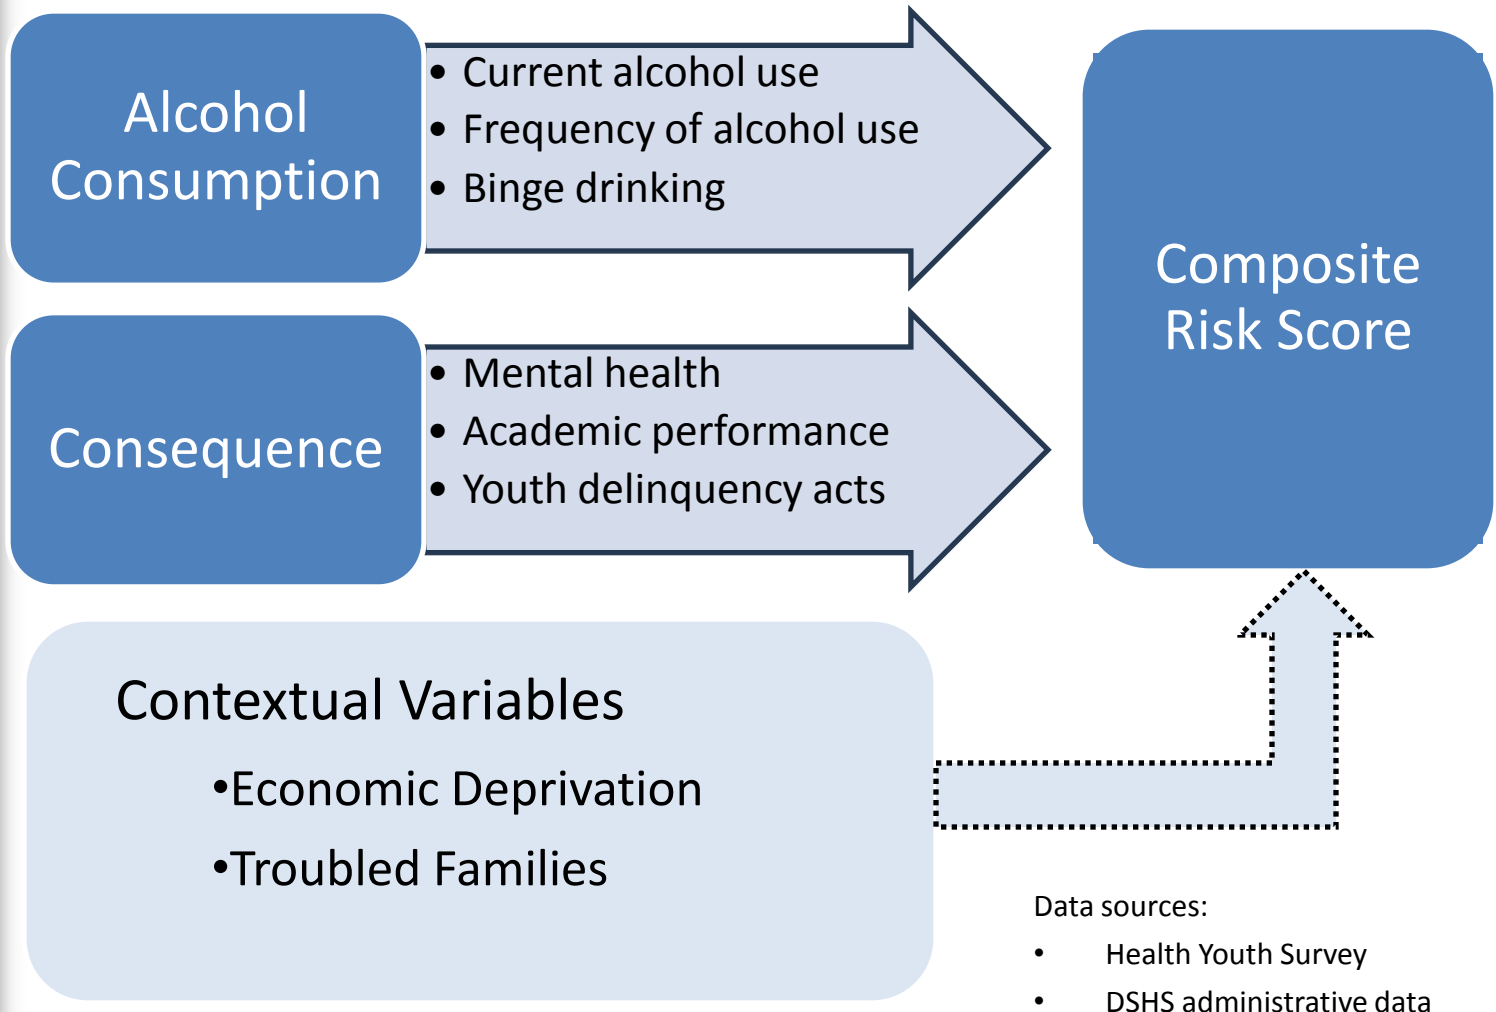 Alcohol
Consumption
• Current alcohol use
• Frequency of alcohol use
• Binge drinking
Consequence
• Mental health
• Academic performance
• Youth delinquency acts
Composite
Risk Score
Contextual Variables
•Economic Deprivation
•Troubled Families
Data sources:
• Health Youth Survey
• DSHS administrative data